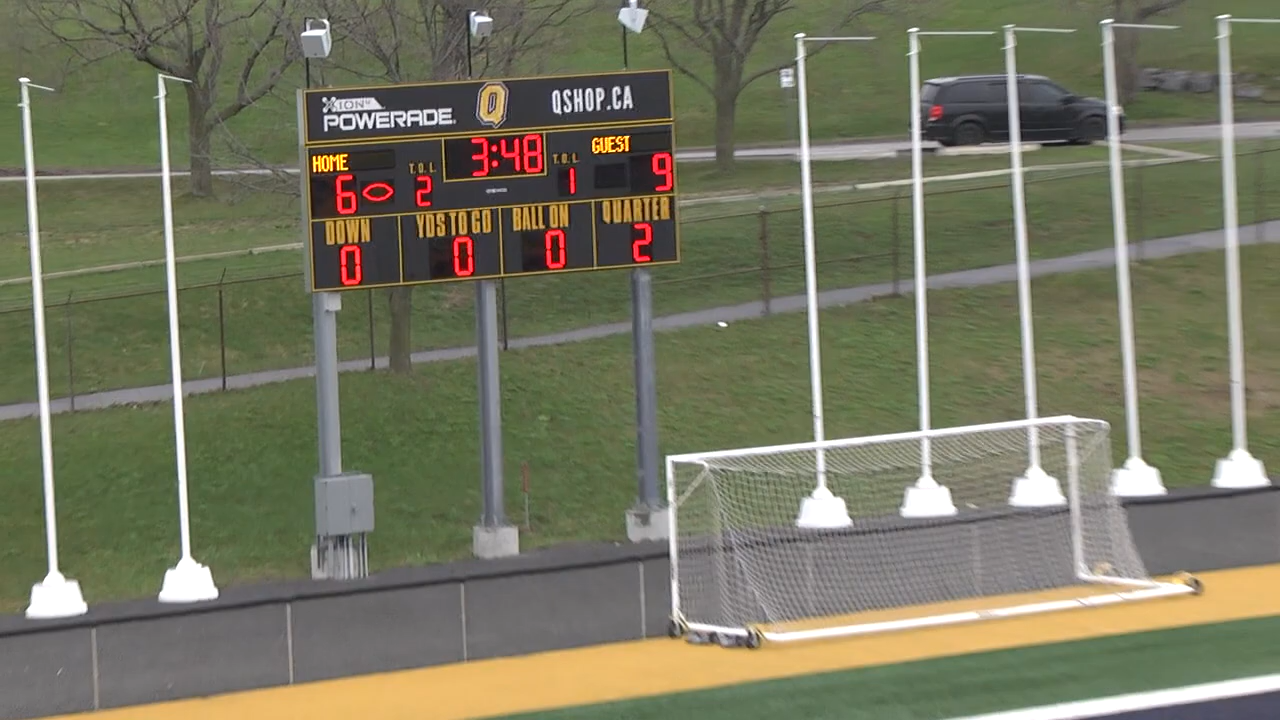 XION4
POWERADE
Q
QSHOP.CA
HOME
T.O.L.
3:48
T.O.L.
GUEST
6
2
1
9
DOWN
YDS TO GO
BALL ON
QUARTER
0
0
0
2